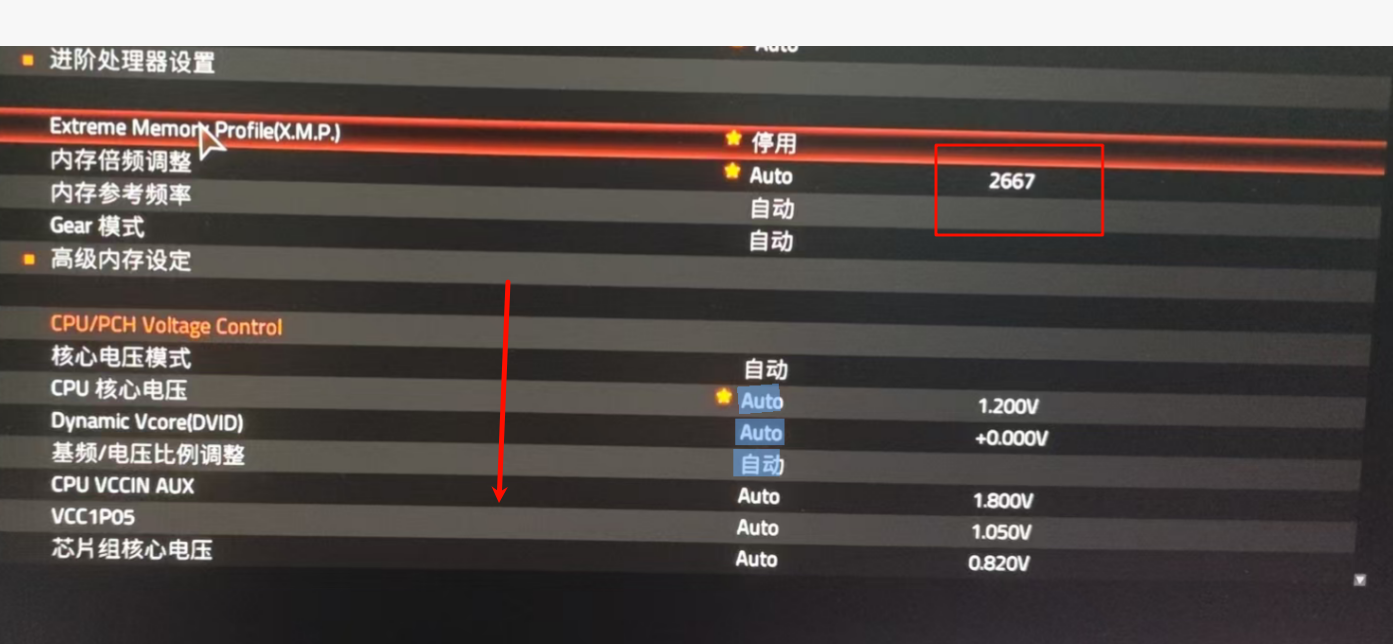 Auto
进阶处理器设置
Extreme Memory Profile(X.M.P.) 停用
内存倍频调整 Auto 2667
内存参考频率 自动
Gear 模式 自动
高级内存设定
CPU/PCH Voltage Control
核心电压模式 自动
CPU 核心电压 Auto 1.200V
Dynamic Vcore(DVID) Auto +0.000V
基频/电压比例调整 自动
CPU VCCIN AUX Auto 1.800V
VCC1P05 Auto 1.050V
芯片组核心电压 Auto 0.820V